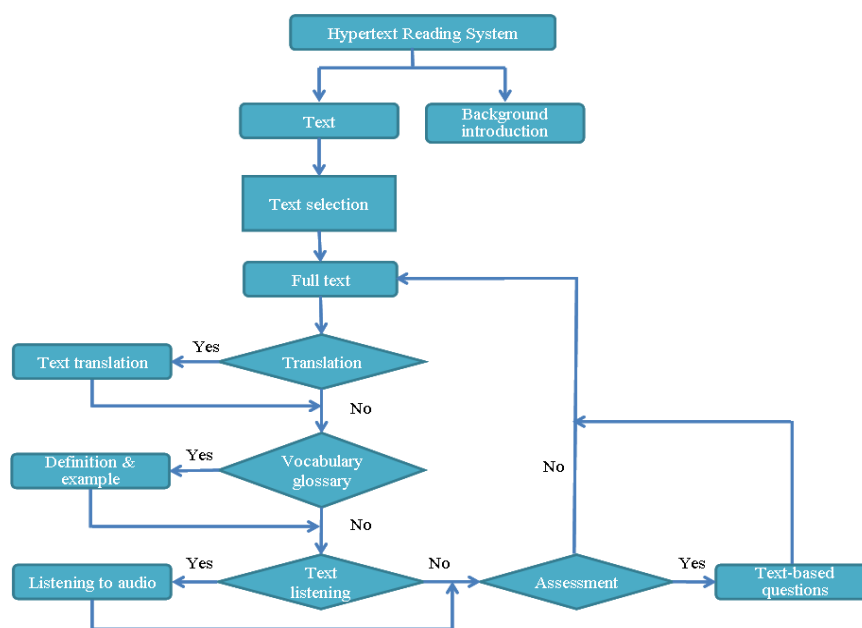 Hypertext Reading System
Text
Background
introduction
Text selection
Full text
Yes
Text translation
Translation
No
Definition &
example
Yes
Vocabulary
glossary
No
No
Listening to audio
Yes
Text
listening
No
Assessment
Yes
Text-based
questions